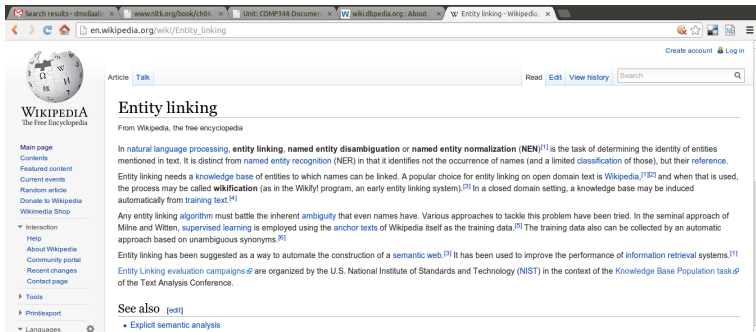 Search results - dmollaali
www.nltk.org/book/ch0
Unit: COMP348 Documen
wiki.dbpedia.org : About
Entity linking - Wikipedia,
en.wikipedia.org/wiki/Entity_linking
Create account Log in
Article Talk
Read Edit View history Search
WIKIPEDIA
The Free Encyclopedia
Main page
Contents
Featured content
Current events
Random article
Donate to Wikipedia
Wikimedia Shop
Interaction
Help
About Wikipedia
Community portal
Recent changes
Contact page
Tools
Print/export
Languages
Entity linking
From Wikipedia, the free encyclopedia
In natural language processing, entity linking, named entity disambiguation or named entity normalization (NEN)[1] is the task of determining the identity of entities
mentioned in text. It is distinct from named entity recognition (NER) in that it identifies not the occurrence of names (and a limited classification of those), but their reference.
Entity linking needs a knowledge base of entities to which names can be linked. A popular choice for entity linking on open domain text is Wikipedia,[1][2] and when that is used,
the process may be called wikification (as in the Wikify! program, an early entity linking system).[3] In a closed domain setting, a knowledge base may be induced
automatically from training text.[4]
Any entity linking algorithm must battle the inherent ambiguity that even names have. Various approaches to tackle this problem have been tried. In the seminal approach of
Milne and Witten, supervised learning is employed using the anchor texts of Wikipedia itself as the training data.[5] The training data also can be collected by an automatic
approach based on unambiguous synonyms.[6]
Entity linking has been suggested as a way to automate the construction of a semantic web.[3] It has been used to improve the performance of information retrieval systems.[1]
Entity Linking evaluation campaigns are organized by the U.S. National Institute of Standards and Technology (NIST) in the context of the Knowledge Base Population task
of the Text Analysis Conference.
See also [edit]
Explicit semantic analysis